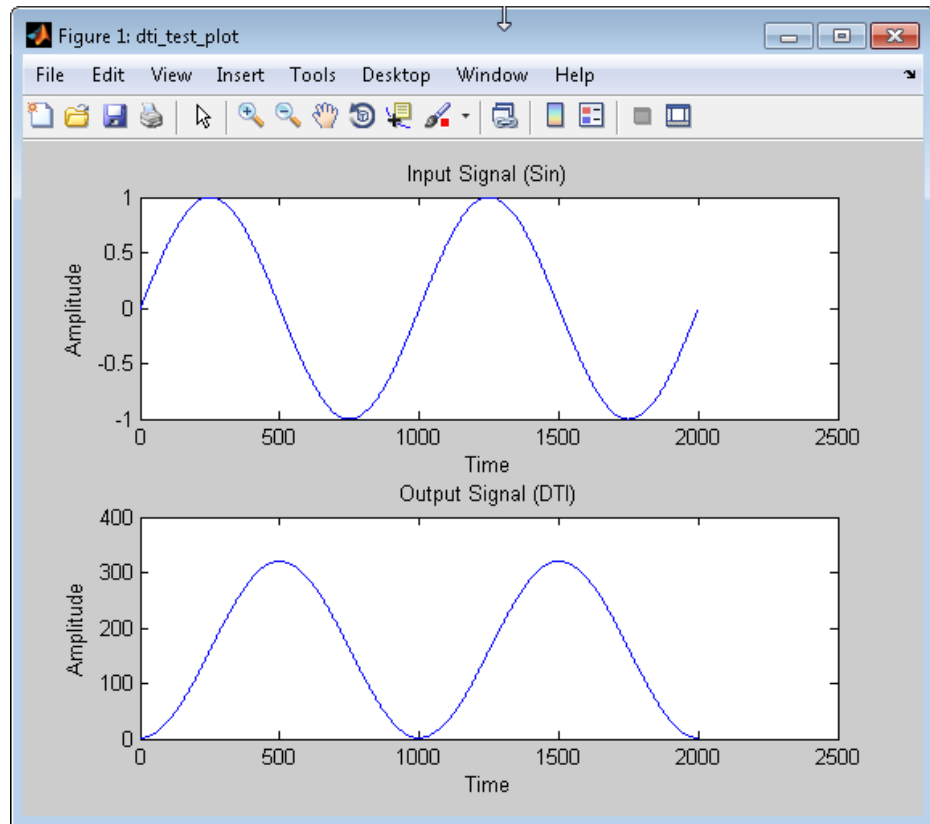 Figure 1: dti_test_plot
File Edit View Insert Tools Desktop Window Help
Input Signal (Sin)
1
0.5
0
-0.5
-1
Amplitude
0 500 1000 1500 2000 2500
Time
Output Signal (DTI)
400
300
200
100
0
Amplitude
0 500 1000 1500 2000 2500
Time